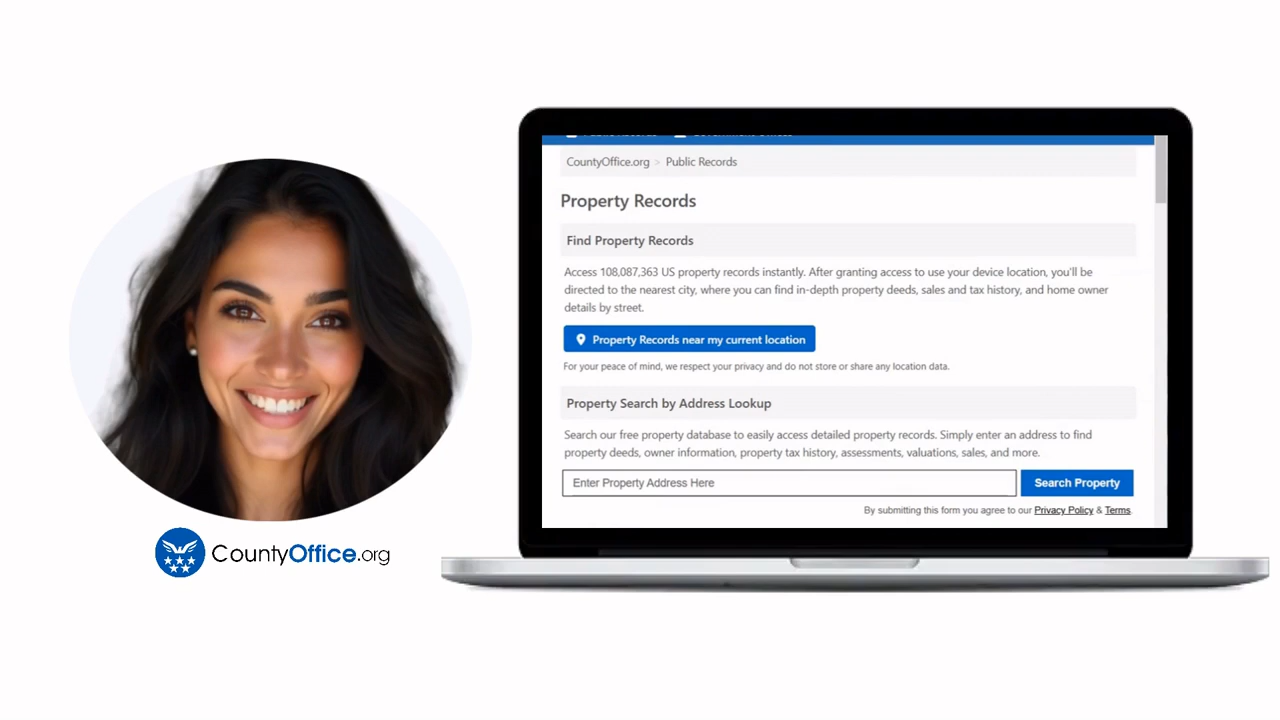 CountyOffice.org
CountyOffice.org > Public Records
Property Records
Find Property Records
Access 108,087,363 US property records instantly. After granting access to use your device location, you'll be
directed to the nearest city, where you can find in-depth property deeds, sales and tax history, and home owner
details by street.
Property Records near my current location
For your peace of mind, we respect your privacy and do not store or share any location data.
Property Search by Address Lookup
Search our free property database to easily access detailed property records. Simply enter an address to find
property deeds, owner information, property tax history, assessments, valuations, sales, and more.
Enter Property Address Here
Search Property
By submitting this form you agree to our Privacy Policy & Terms.